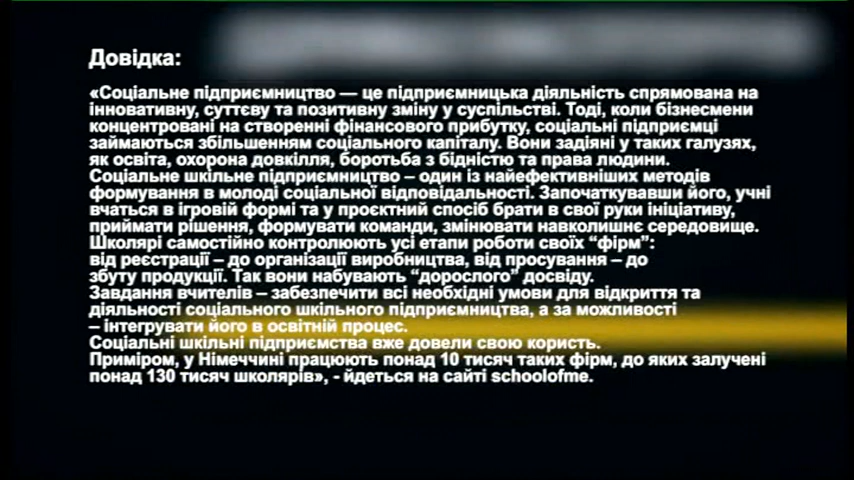 Довідка:
«Соціальне підприємництво — це підприємницька діяльність спрямована на
інноватив­ну, суттєву та позитивну зміну у суспільстві. Тоді, коли бізнесмени
концентровані на створенні фінансового прибутку, соціальні підприємці
займаються збільшенням соціального капіталу. Вони задіяні у таких галузях,
як освіта, охорона довкілля, боротьба з бідністю та права людини.
Соціальне шкільне підприємництво – один із найефективніших методів
формування в молоді соціальної відповідальності. Започаткувавши його, учні
вчаться в ігровій формі та у проєктний спосіб брати в свої руки ініціативу,
приймати рішення, формувати команди, змінювати навколишнє середовище.
Школярі самостійно контролюють усі етапи роботи своїх “фірм”:
від реєстрації – до організації виробництва, від просування – до
збуту продукції. Так вони набувають “дорослого” досвіду.
Завдання вчителів – забезпечити всі необхідні умови для відкриття та
діяльності соціального шкільного підприємництва, а за можливості
– інтегрувати його в освітній процес.
Соціальні шкільні підприємства вже довели свою користь.
Приміром, у Німеччині працюють понад 10 тисяч таких фірм, до яких залучені
понад 130 тисяч школярів», - йдеться на сайті schoolofme.